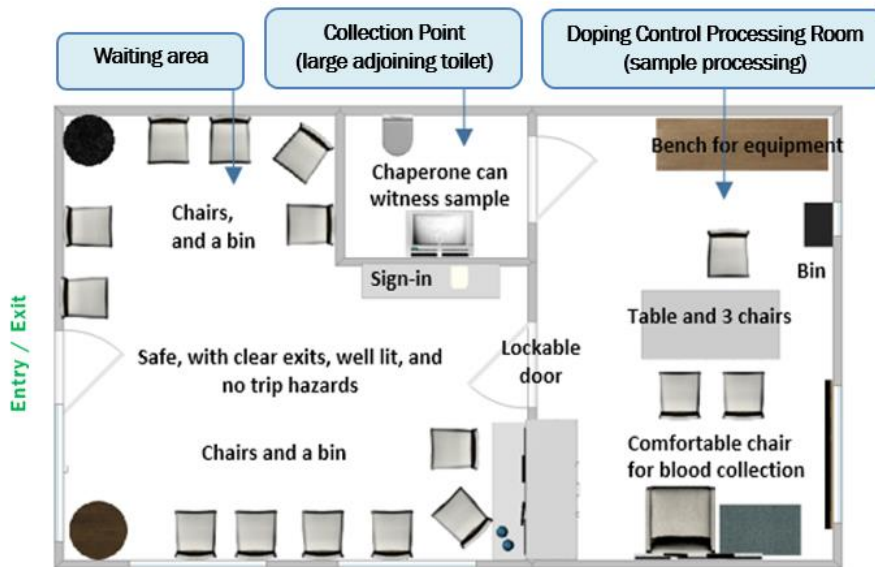 Waiting area
Collection Point
(large adjoining toilet)
Doping Control Processing Room
(sample processing)
Chaperone can
witness sample
Bench for equipment
Chairs,
and a bin
Sign-in
Bin
Table and 3 chairs
Entry / Exit
Safe, with clear exits, well lit, and
no trip hazards
Lockable
door
Chairs and a bin
Comfortable chair
for blood collection